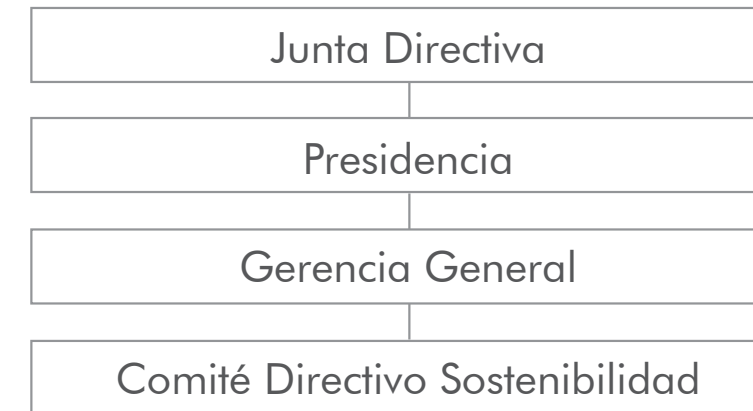 Junta Directiva
Presidencia
Gerencia General
Comité Directivo Sostenibilidad